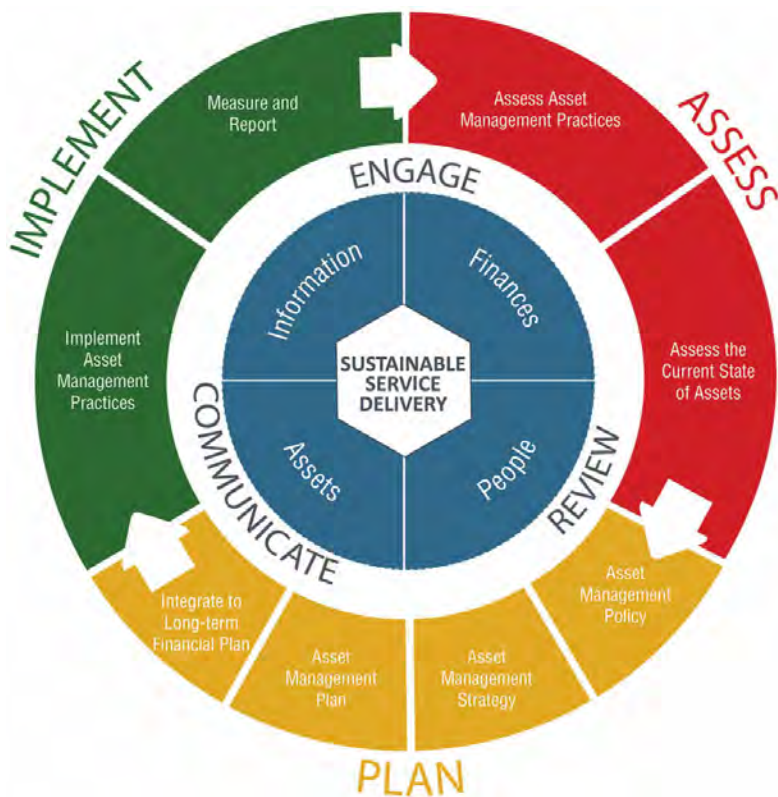 IMPLEMENT
Measure and
Report
Implement
Asset
Management
Practices
ASSESS
Assess Asset
Management Practices
Assess the
Current State
of Assets
PLAN
Asset
Management
Policy
Asset
Management
Strategy
Asset
Management
Plan
Integrate to
Long-term
Financial Plan
ENGAGE
REVIEW
COMMUNICATE
Information
Finances
People
Assets
SUSTAINABLE
SERVICE
DELIVERY